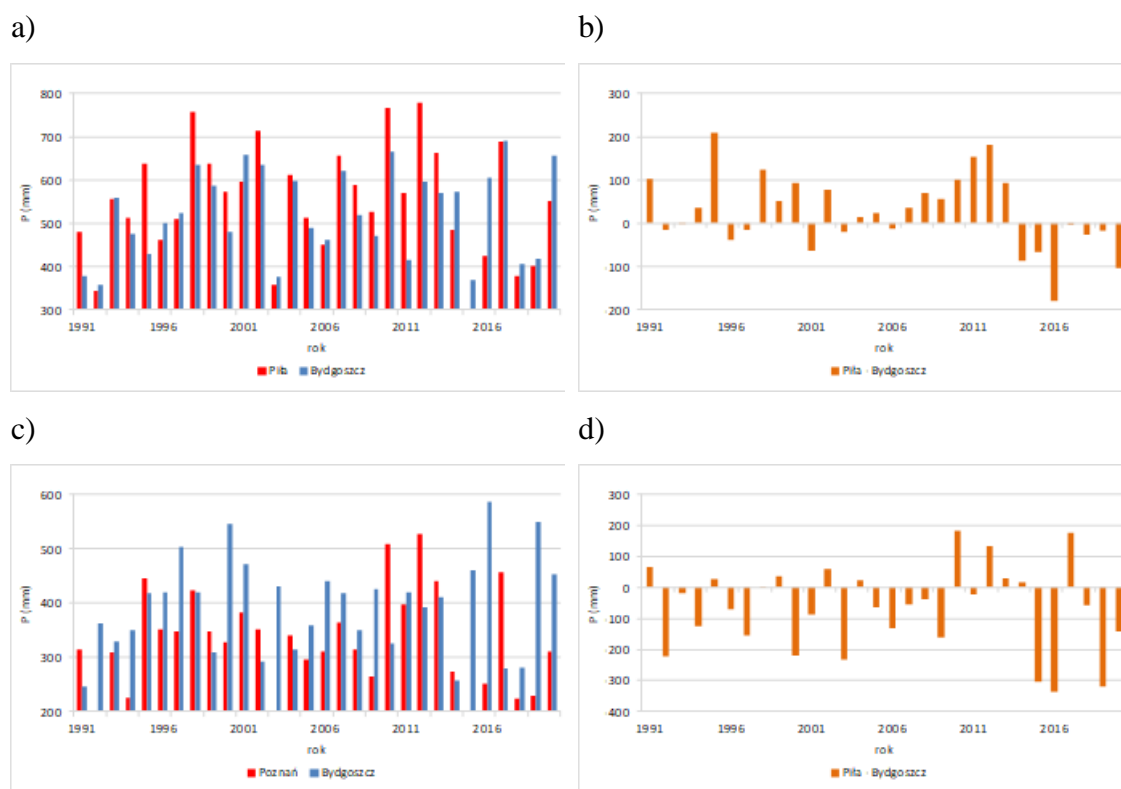 a)
800
700
600
500
400
300
P (mm)
1991 1996 2001 2006 2011 2016
rok
Piła Bydgoszcz
b)
300
200
100
0
-100
-200
P (mm)
1991 1996 2001 2006 2011 2016
rok
Piła - Bydgoszcz
c)
600
500
400
300
200
P (mm)
1991 1996 2001 2006 2011 2016
rok
Poznań Bydgoszcz
d)
300
200
100
0
-100
-200
-300
-400
P (mm)
1991 1996 2001 2006 2011 2016
rok
Piła - Bydgoszcz